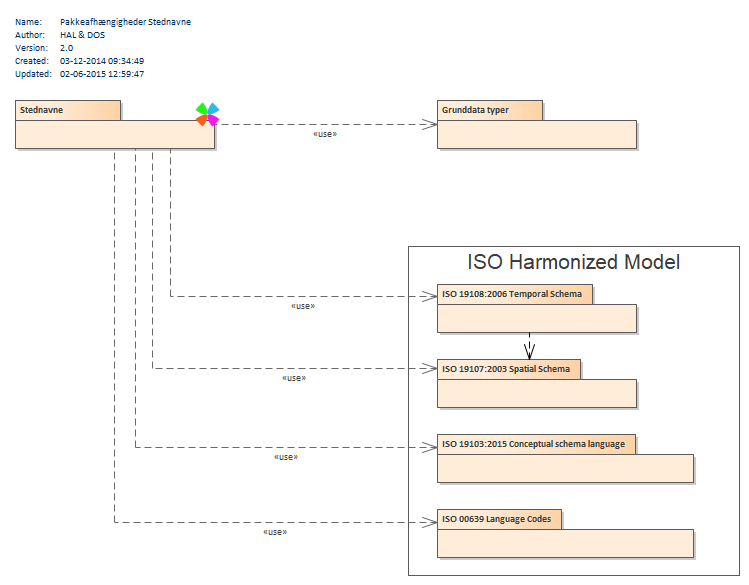 Name: Pakkeafhængigheder Stednavne
Author: HAL & DOS
Version: 2.0
Created: 03-12-2014 09:34:49
Updated: 02-06-2015 12:59:47
Stednavne
Grunddata typer
«use»
ISO Harmonized Model
ISO 19108:2006 Temporal Schema
«use»
ISO 19107:2003 Spatial Schema
«use»
ISO 19103:2015 Conceptual schema language
«use»
ISO 00639 Language Codes
«use»